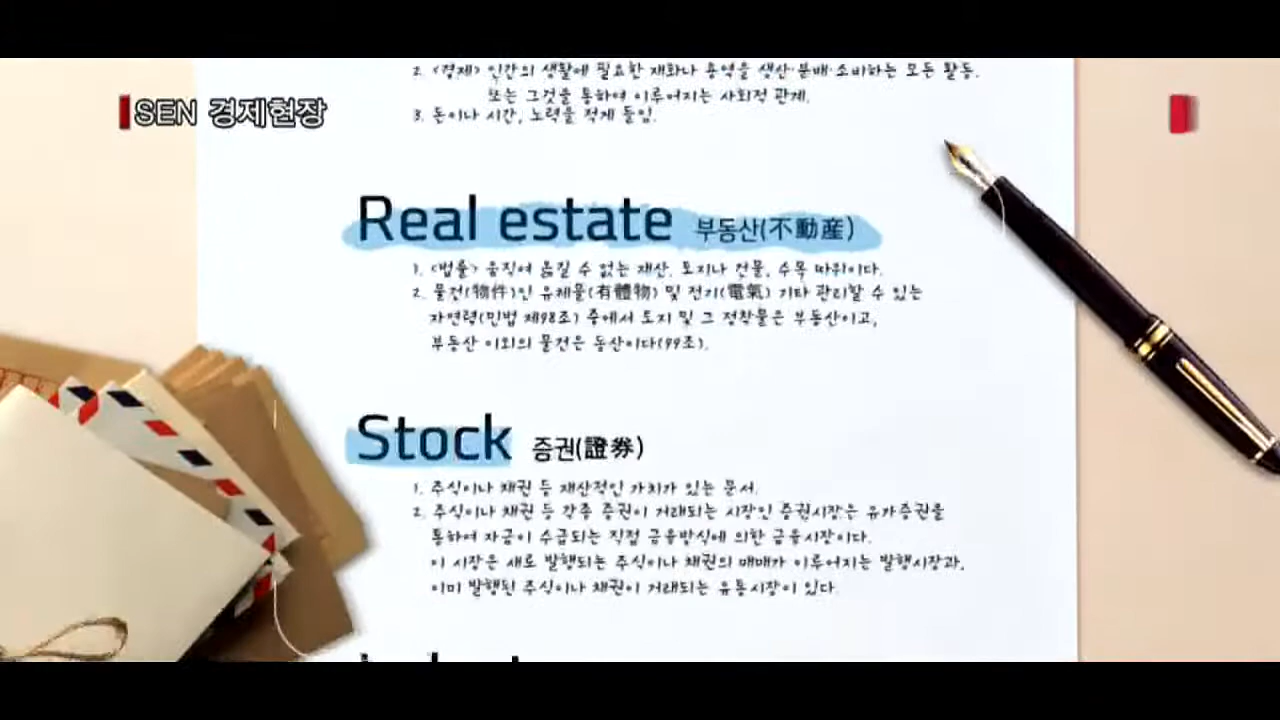 2. <경제> 인간의 생활에 필요한 재화나 용역을 생산·분배·소비하는 모든 활동.
또는 그것을 통하여 이루어지는 사회적 관계.
SEN 경제현장
3. 돈이나 시간, 노력을 적게 들임.
Real estate 부동산(不動産)
1. <법률> 움직여 옮길 수 없는 재산. 토지나 건물, 수목 따위이다.
2. 물건(物件)인 유체물(有體物) 및 전기(電氣) 기타 관리할 수 있는
자연력(민법 제98조) 중에서 토지 및 그 정착물은 부동산이고,
부동산 이외의 물건은 동산이다(99조).
Stock 증권(證券)
1. 주식이나 채권 등 재산적인 가치가 있는 문서.
2. 주식이나 채권 등 각종 증권이 거래되는 시장인 증권시장은 유가증권을
통하여 자금이 수급되는 직접 금융방식에 의한 금융시장이다.
이 시장은 새로 발행되는 주식이나 채권의 매매가 이루어지는 발행시장과,
이미 발행된 주식이나 채권이 거래되는 유통시장이 있다.